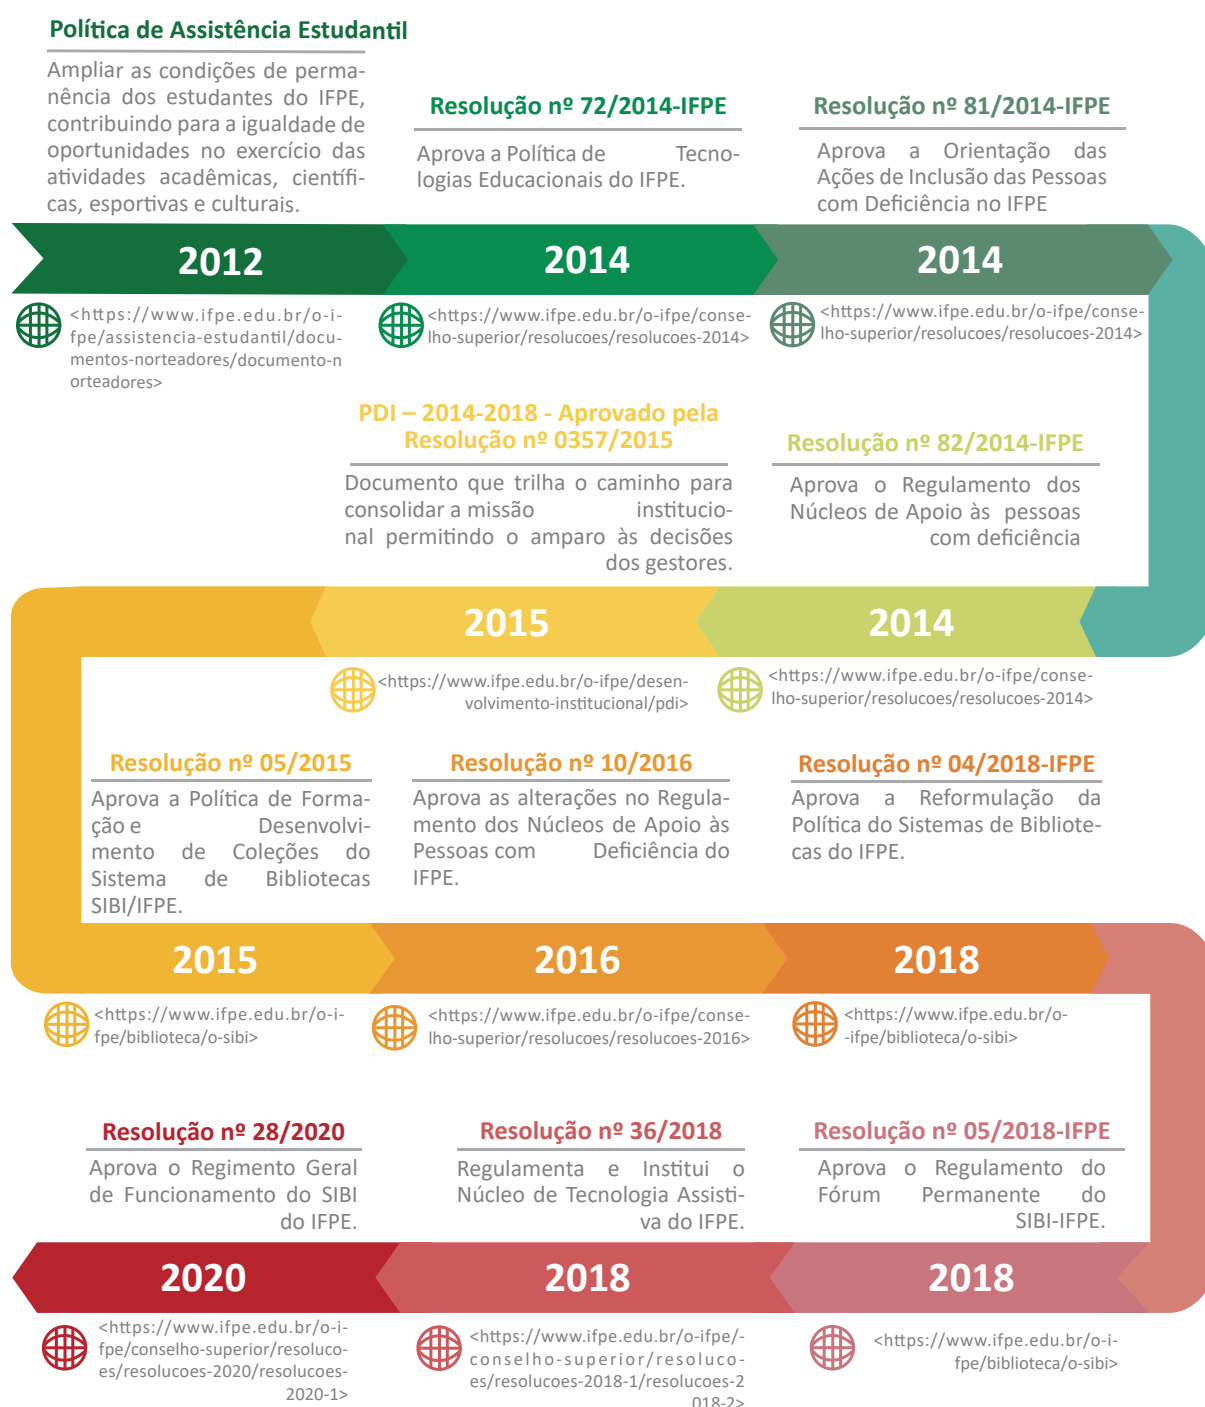 Política de Assistência Estudantil
Ampliar as condições de perma-
nência dos estudantes do IFPE,
contribuindo para a igualdade de
oportunidades no exercício das
atividades acadêmicas, científi-
cas, esportivas e culturais.
2012
<https://www.ifpe.edu.br/o-i-
fpe/assistencia-estudantil/docu-
mentos-norteadores/documento-n
orteadores>
Resolução nº 72/2014-IFPE
Aprova a Política de Tecno-
logias Educacionais do IFPE.
2014
<https://www.ifpe.edu.br/o-ifpe/conse-
lho-superior/resolucoes/resolucoes-2014>
Resolução nº 81/2014-IFPE
Aprova a Orientação das
Ações de Inclusão das Pessoas
com Deficiência no IFPE
2014
<https://www.ifpe.edu.br/o-ifpe/conse-
lho-superior/resolucoes/resolucoes-2014>
Resolução nº 82/2014-IFPE
Aprova o Regulamento dos
Núcleos de Apoio às pessoas
com deficiência
2014
<https://www.ifpe.edu.br/o-ifpe/conse-
lho-superior/resolucoes/resolucoes-2014>
PDI – 2014-2018 - Aprovado pela
Resolução nº 0357/2015
Documento que trilha o caminho para
consolidar a missão institucio-
nal permitindo o amparo às decisões
dos gestores.
2015
<https://www.ifpe.edu.br/o-ifpe/desen-
volvimento-institucional/pdi>
Resolução nº 05/2015
Aprova a Política de Forma-
ção e Desenvolvi-
mento de Coleções do
Sistema de Bibliotecas
SIBI/IFPE.
2015
<https://www.ifpe.edu.br/o-i-
fpe/biblioteca/o-sibi>
Resolução nº 10/2016
Aprova as alterações no Regula-
mento dos Núcleos de Apoio às
Pessoas com Deficiência do
IFPE.
2016
<https://www.ifpe.edu.br/o-ifpe/conse-
lho-superior/resolucoes/resolucoes-2016>
Resolução nº 04/2018-IFPE
Aprova a Reformulação da
Política do Sistemas de Bibliote-
cas do IFPE.
2018
<https://www.ifpe.edu.br/o-
-ifpe/biblioteca/o-sibi>
Resolução nº 05/2018-IFPE
Aprova o Regulamento do
Fórum Permanente do
SIBI-IFPE.
2018
<https://www.ifpe.edu.br/o-i-
fpe/biblioteca/o-sibi>
Resolução nº 36/2018
Regulamenta e Institui o
Núcleo de Tecnologia Assisti-
va do IFPE.
2018
<https://www.ifpe.edu.br/o-ifpe/-
conselho-superior/resoluco-
es/resolucoes-2018-1/resolucoes-2
018-2>
Resolução nº 28/2020
Aprova o Regimento Geral
de Funcionamento do SIBI
do IFPE.
2020
<https://www.ifpe.edu.br/o-i-
fpe/conselho-superior/resoluco-
es/resolucoes-2020/resolucoes-
2020-1>